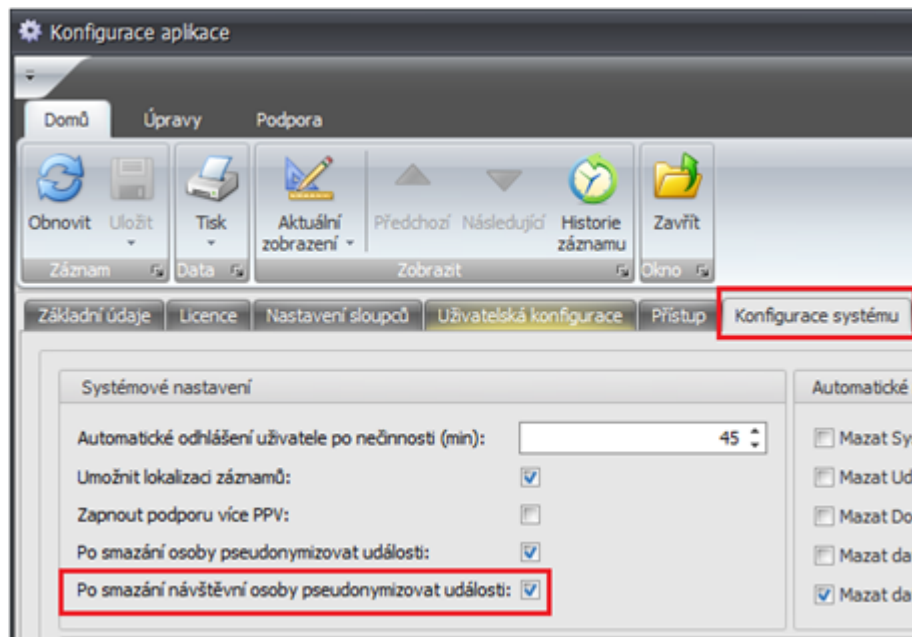 Konfigurace aplikace
Domů Úpravy Podpora
Obnovit Uložit Tisk Aktuální zobrazení Předchozí Následující Historie záznamu Zavřít
Záznam Data Zobrazit Okno
Základní údaje Licence Nastavení sloupců Uživatelská konfigurace Přístup Konfigurace systému
Systémové nastavení Automatické
Automatické odhlášení uživatele po nečinnosti (min): 45 Mazat Sy
Umožnit lokalizaci záznamů: Mazat Ud
Zapnout podporu více PPV: Mazat Do
Po smazání osoby pseudonymizovat události: Mazat da
Po smazání návštěvní osoby pseudonymizovat události: Mazat da